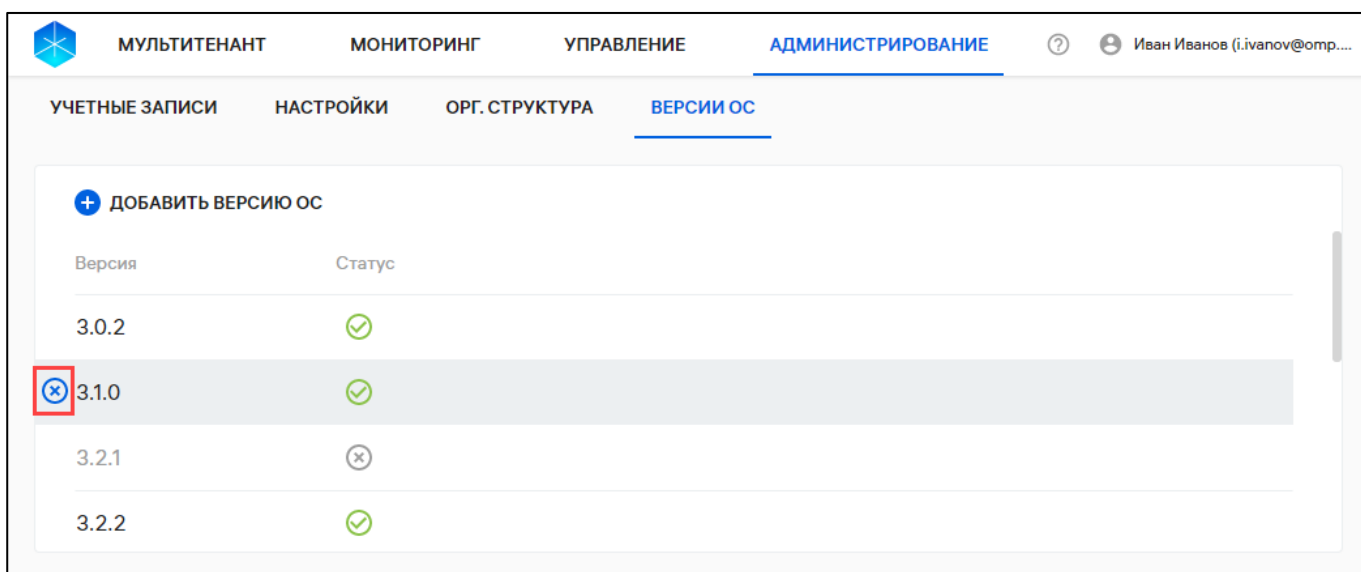 МУЛЬТИТЕНАНТ МОНИТОРИНГ УПРАВЛЕНИЕ АДМИНИСТРИРОВАНИЕ ? Иван Иванов (i.ivanov@omp....
УЧЕТНЫЕ ЗАПИСИ НАСТРОЙКИ ОРГ. СТРУКТУРА ВЕРСИИ ОС
ДОБАВИТЬ ВЕРСИЮ ОС
Версия Статус
3.0.2
3.1.0
3.2.1
3.2.2